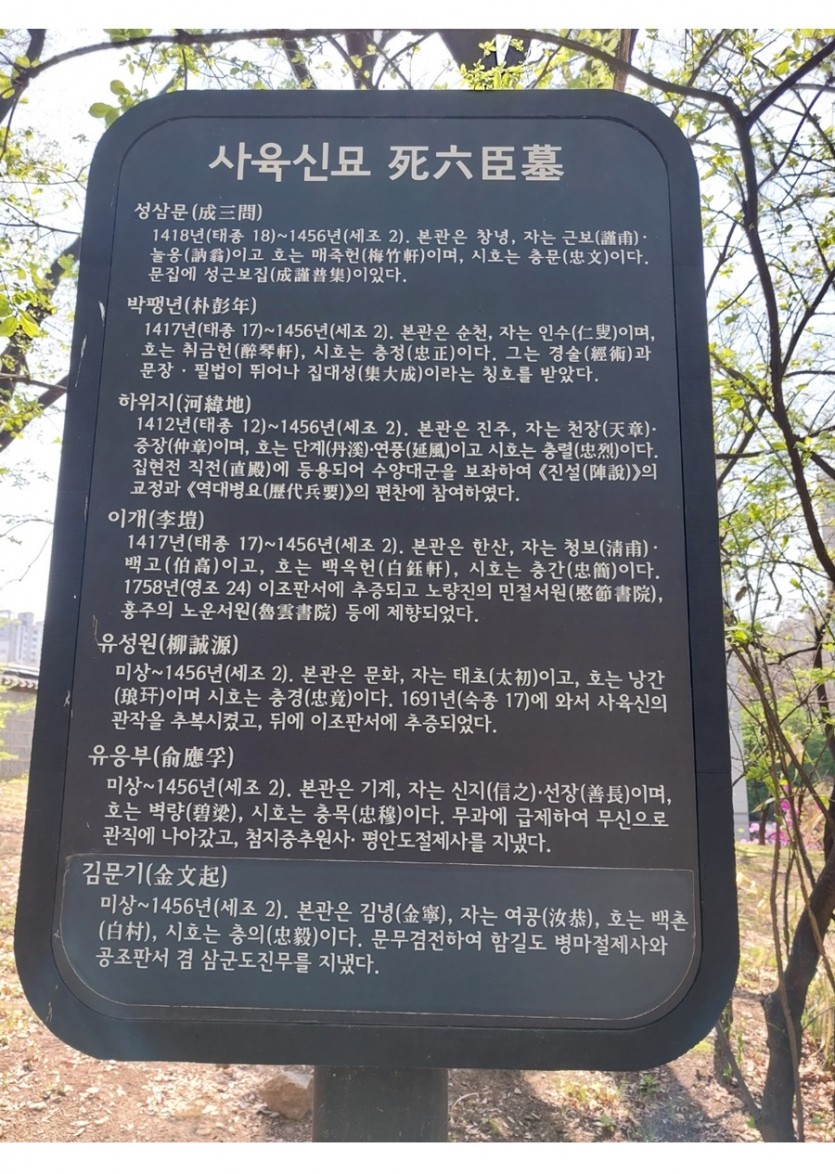 사육신묘 死六臣墓
성삼문(成三問)
1418년(태종 18)~1456년(세조 2). 본관은 창녕, 자는 근보(謹甫)·
눌옹(訥翁)이고 호는 매죽헌(梅竹軒)이며, 시호는 충문(忠文)이다.
문집에 성근보집(成謹普集)이있다.
박팽년(朴彭年)
1417년(태종 17)~1456년(세조 2). 본관은 순천, 자는 인수(仁叟)이며,
호는 취금헌(醉琴軒), 시호는 충정(忠正)이다. 그는 경술(經術)과
문장·필법이 뛰어나 집대성(集大成)이라는 칭호를 받았다.
하위지(河緯地)
1412년(태종 12)~1456년(세조 2). 본관은 진주, 자는 천장(天章)·
중장(仲章)이며, 호는 단계(丹溪)·연풍(延風)이고 시호는 충렬(忠烈)이다.
집현전 직전(直殿)에 등용되어 수양대군을 보좌하여 《진설(陣說)》의
교정과 《역대병요(歷代兵要)》의 편찬에 참여하였다.
이개(李塏)
1417년(태종 17)~1456년(세조 2). 본관은 한산, 자는 청보(淸甫)·
백고(伯高)이고, 호는 백옥헌(白鈺軒), 시호는 충간(忠簡)이다.
1758년(영조 24) 이조판서에 추증되고 노량진의 민절서원(愍節書院),
홍주의 노운서원(魯雲書院) 등에 제향되었다.
유성원(柳誠源)
미상~1456년(세조 2). 본관은 문화, 자는 태초(太初)이고, 호는 낭간
(琅玕)이며 시호는 충경(忠竟)이다. 1691년(숙종 17)에 와서 사육신의
관작을 추복시켰고, 뒤에 이조판서에 추증되었다.
유응부(俞應孚)
미상~1456년(세조 2). 본관은 기계, 자는 신지(信之)·선장(善長)이며,
호는 벽량(碧梁), 시호는 충목(忠穆)이다. 무과에 급제하여 무신으로
관직에 나아갔고, 첨지중추원사· 평안도절제사를 지냈다.
김문기(金文起)
미상~1456년(세조 2). 본관은 김녕(金寧), 자는 여공(汝恭), 호는 백촌
(白村), 시호는 충의(忠毅)이다. 문무겸전하여 함길도 병마절제사와
공조판서 겸 삼군도진무를 지냈다.